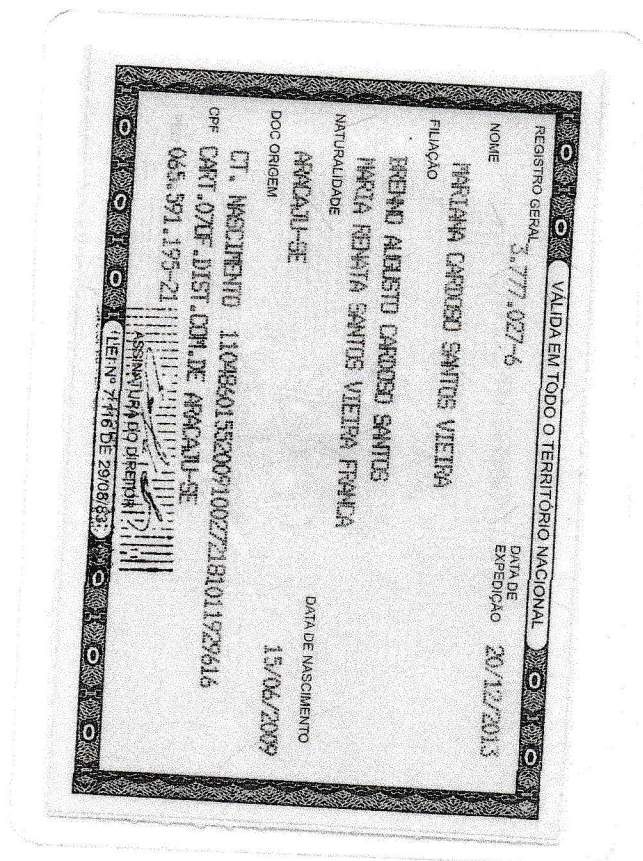 VÁLIDA EM TODO O TERRITÓRIO NACIONAL
REGISTRO GERAL 3.777.027-6
DATA DE EXPEDIÇÃO 20/12/2013
NOME
MARIANA CARDOSO SANTOS VIEIRA
FILIAÇÃO
BRENNO AUGUSTO CARDOSO SANTOS
MARIA RENATA SANTOS VIEIRA FRANCA
NATURALIDADE
ARACAJU-SE
DATA DE NASCIMENTO
15/06/2009
DOC ORIGEM
CT. NASCIMENTO 11048601552009100272181011929616
CART.07OF.DIST.COM.DE ARACAJU-SE
CPF
065.591.195-21
ASSINATURA DO DIRETOR
LEI Nº 7.116 DE 29/08/83